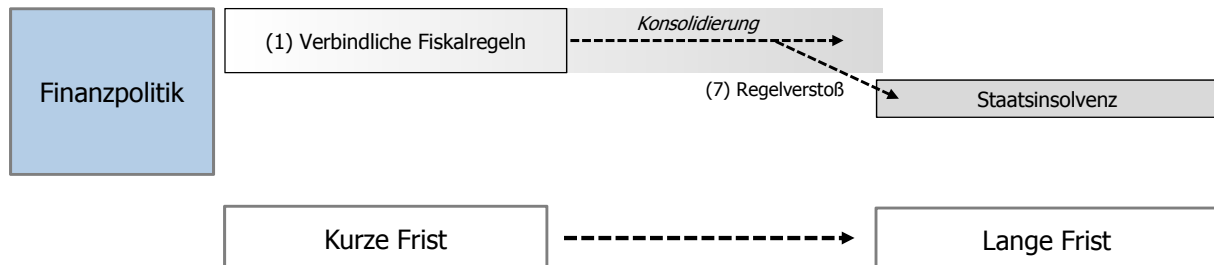 (1) Verbindliche Fiskalregeln
Konsolidierung
Finanzpolitik
(7) Regelverstoß
Staatsinsolvenz
Kurze Frist
Lange Frist